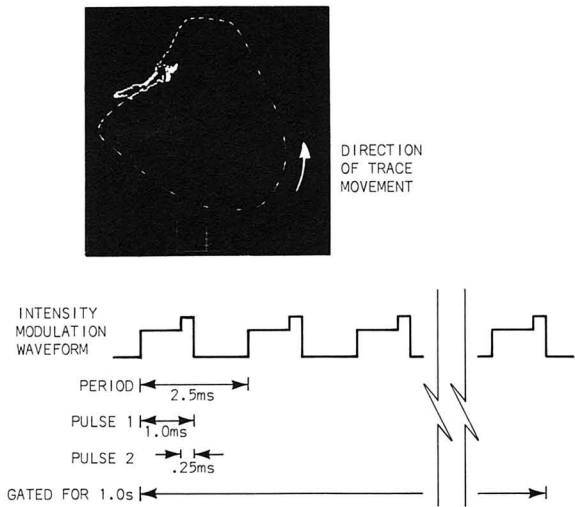 DIRECTION
OF TRACE
MOVEMENT
INTENSITY
MODULATION
WAVEFORM
PERIOD
2.5ms
PULSE 1
1.0ms
PULSE 2
.25ms
GATED FOR 1.0s